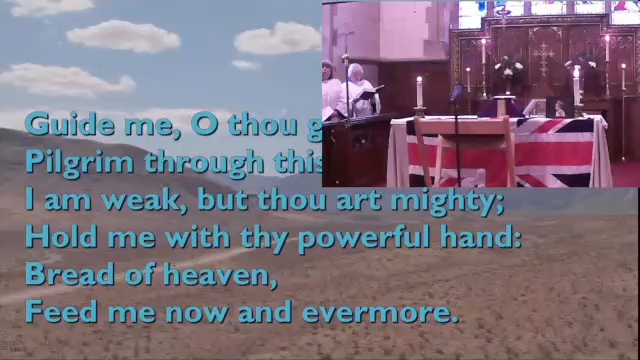 Guide me, O thou g
Pilgrim through this
I am weak, but thou art mighty;
Hold me with thy powerful hand:
Bread of heaven,
Feed me now and evermore.